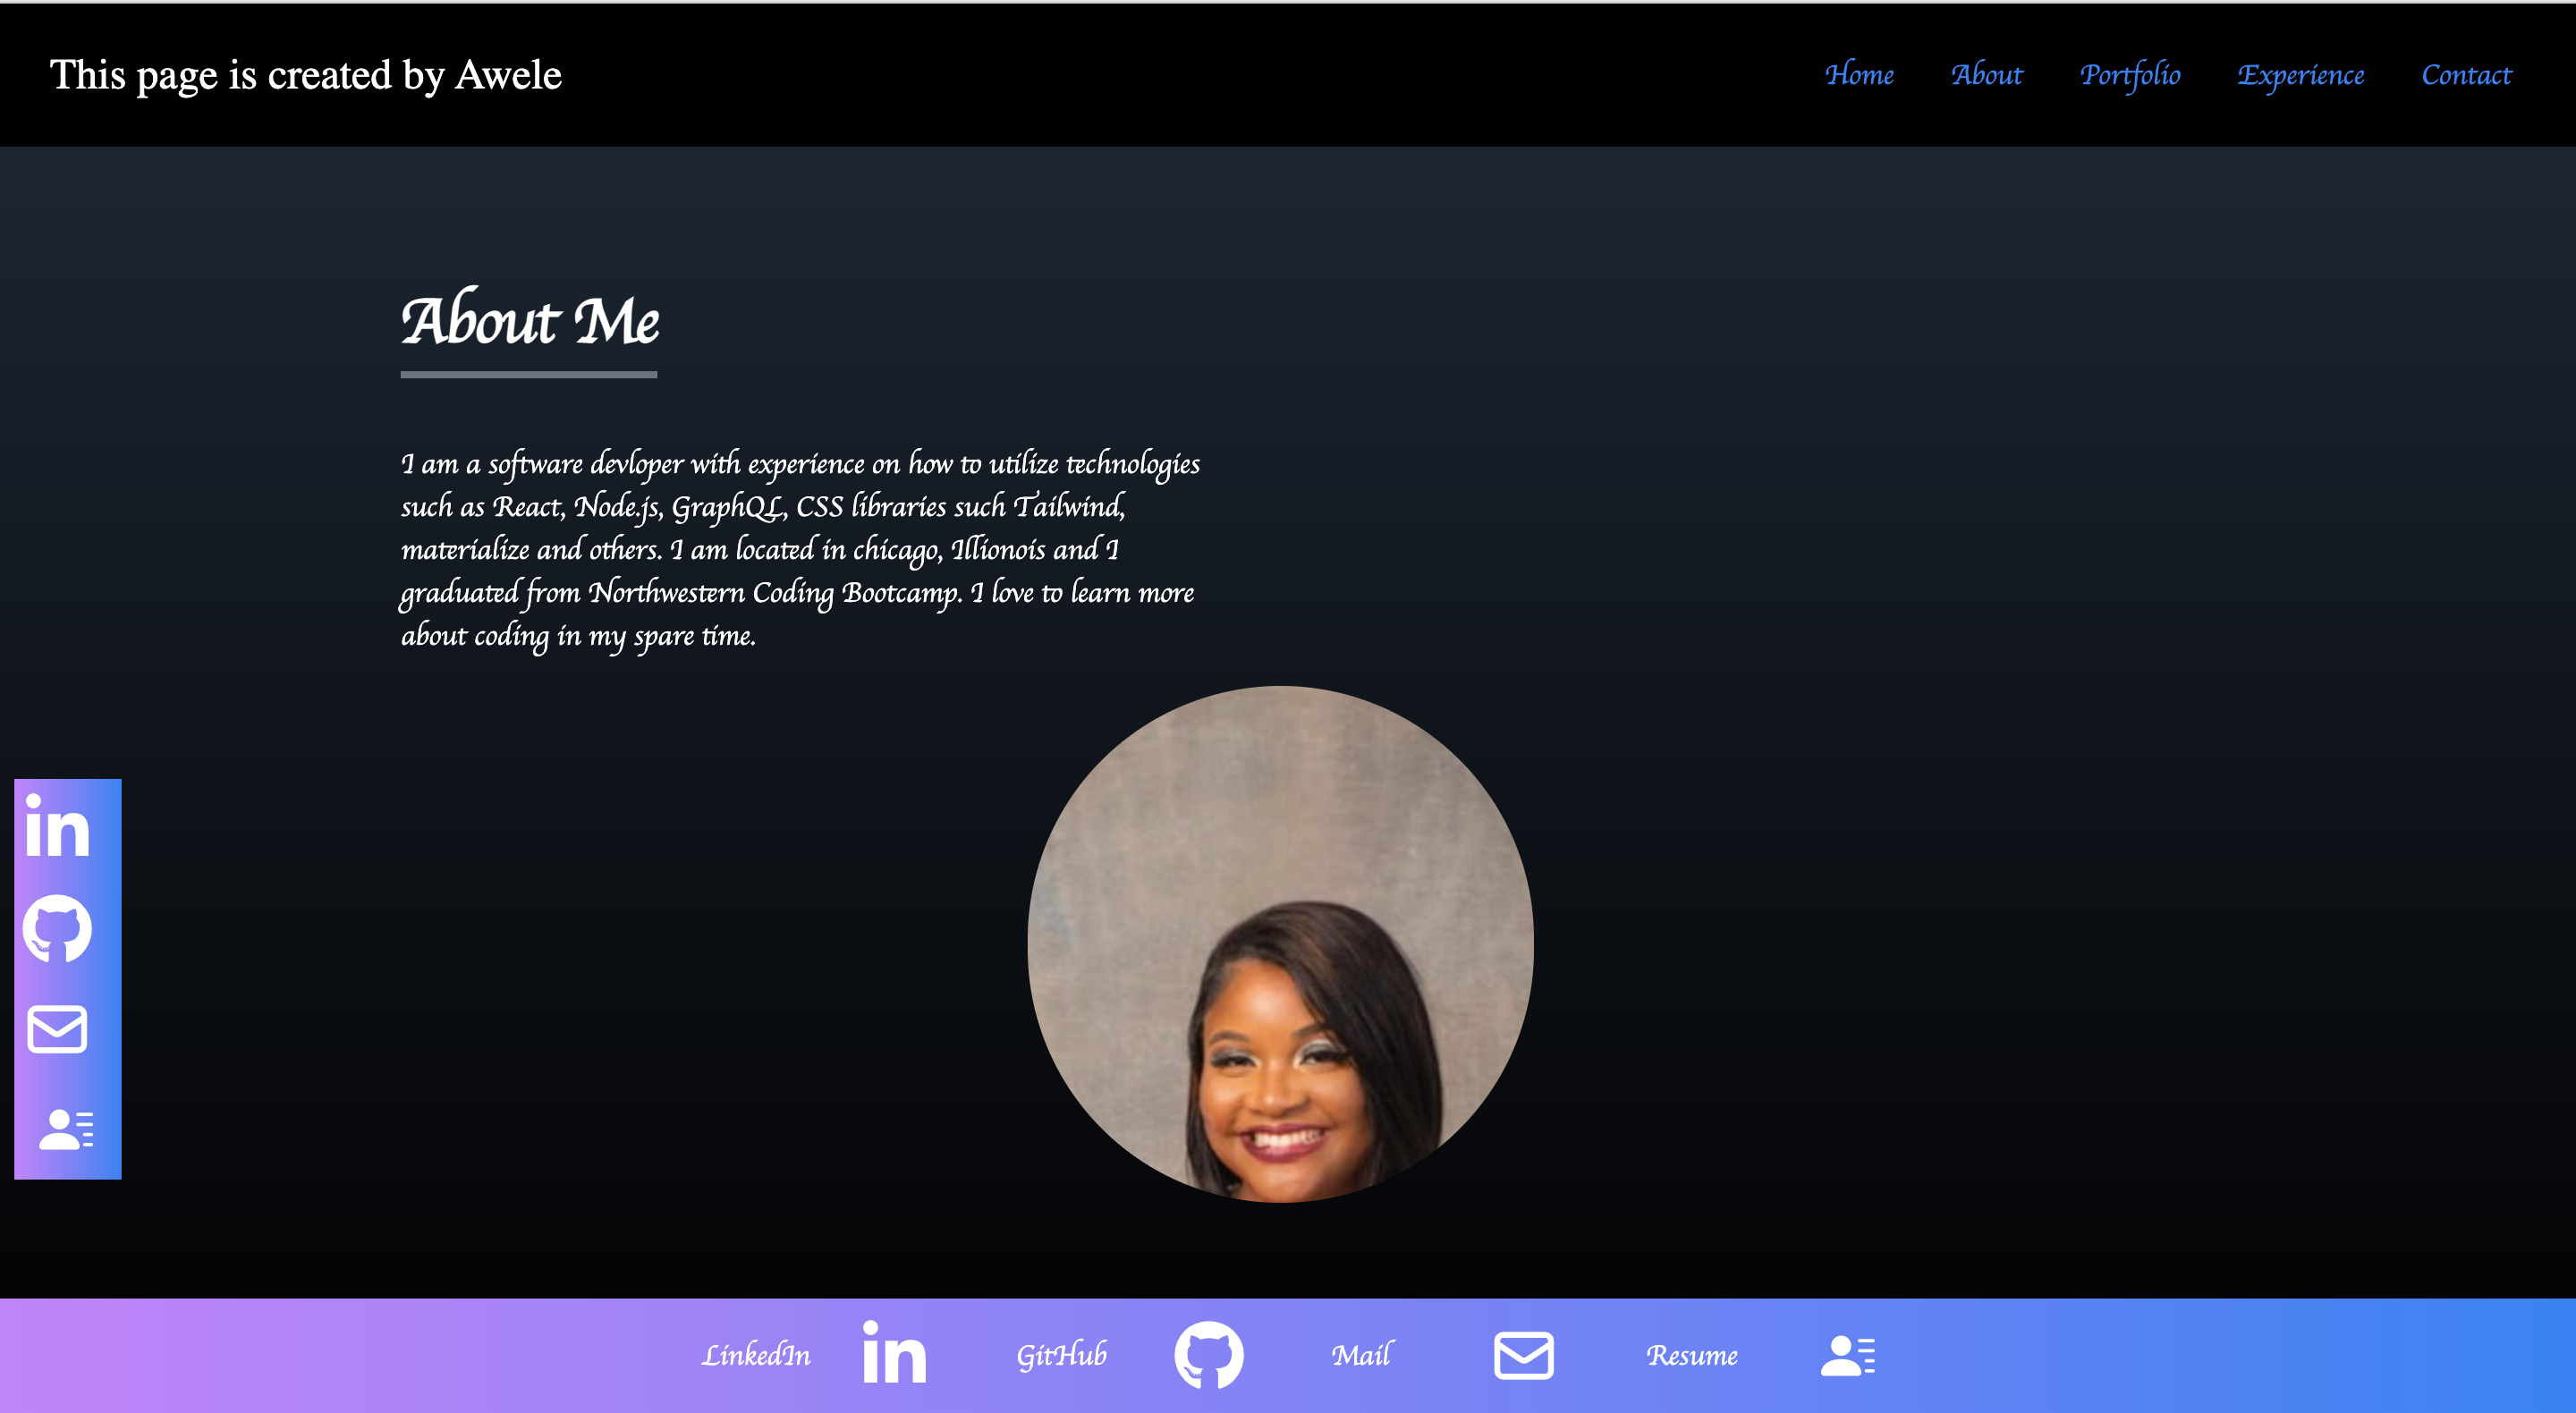 This page is created by Awele
Home About Portfolio Experience Contact
About Me
I am a software devloper with experience on how to utilize technologies
such as React, Node.js, GraphQL, CSS libraries such Tailwind,
materialize and others. I am located in chicago, Illionois and I
graduated from Northwestern Coding Bootcamp. I love to learn more
about coding in my spare time.
in
LinkedIn in GitHub Mail Resume